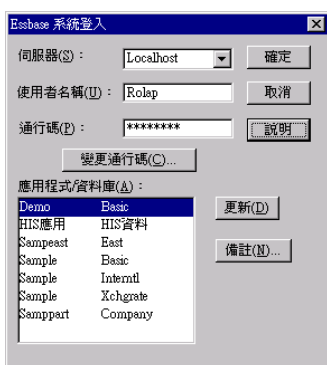 Essbase 系統登入
伺服器(S)： Localhost 確定
使用者名稱(U)： Rolap 取消
通行碼(P)： ******** 說明
變更通行碼(C)...
應用程式/資料庫(A)：
Demo Basic 更新(D)
HIS應用 HIS資料
Sampeast East 備註(N)...
Sample Basic
Sample Interntl
Sample Xchgrate
Samppart Company